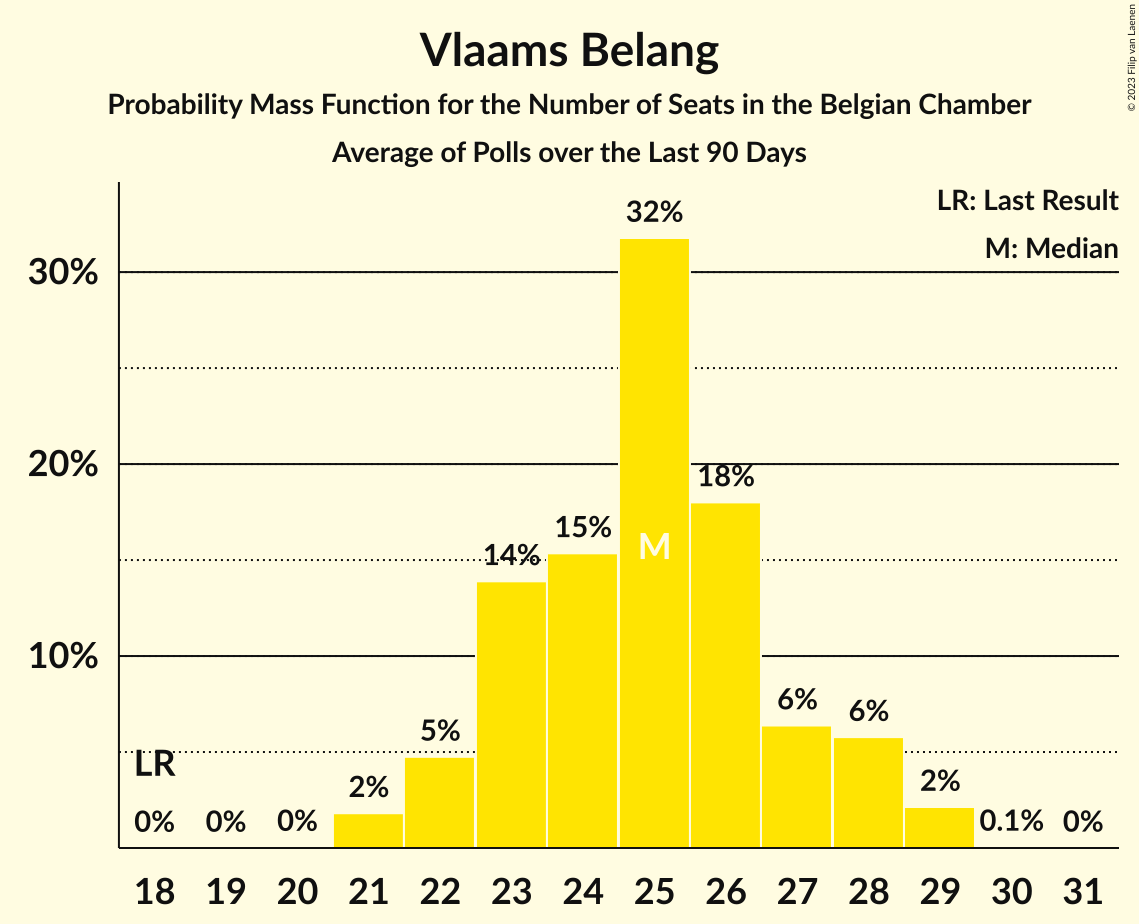 Vlaams Belang
Probability Mass Function for the Number of Seats in the Belgian Chamber
Average of Polls over the Last 90 Days
© 2023 Filip van Laenen
LR: Last Result
M: Median
30%
20%
10%
LR
0%
0%
0%
2%
5%
14%
15%
32%
M
18%
6%
6%
2%
0.1%
0%
18 19 20 21 22 23 24 25 26 27 28 29 30 31